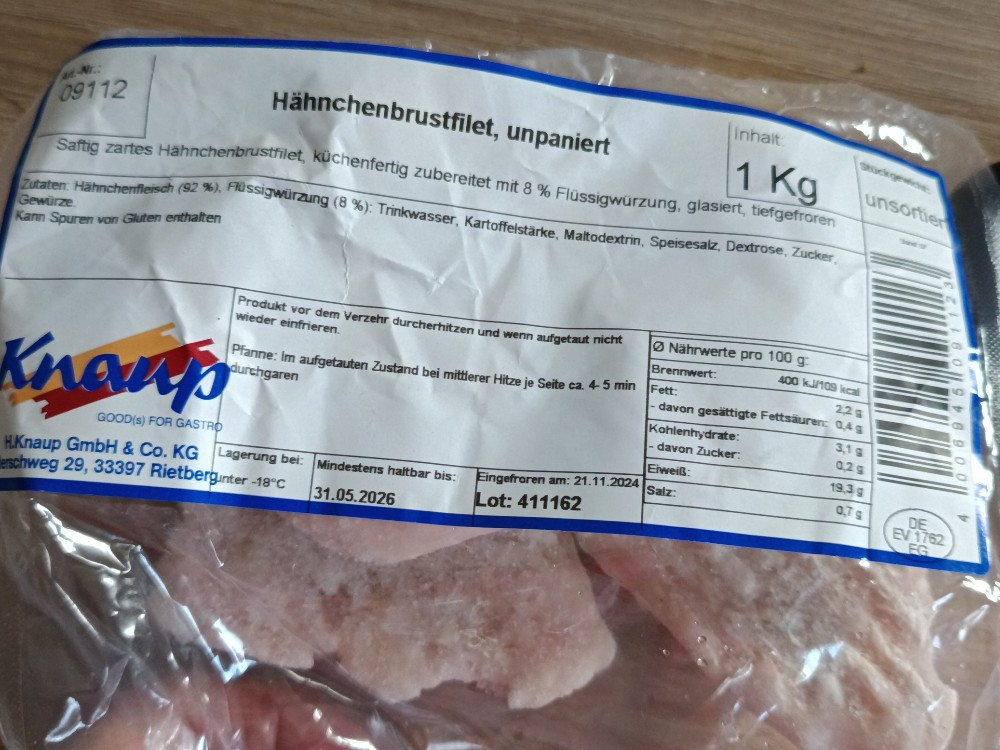 Art.-Nr.:
09112
Hähnchenbrustfilet, unpaniert
Inhalt:
1 Kg
Stückgewicht:
unsortier
Saftig zartes Hähnchenbrustfilet, küchenfertig zubereitet mit 8 % Flüssigwürzung, glasiert, tiefgefroren
Zutaten: Hähnchenfleisch (92 %), Flüssigwürzung (8 %): Trinkwasser, Kartoffelstärke, Maltodextrin, Speisesalz, Dextrose, Zucker,
Gewürze.
Kann Spuren von Gluten enthalten
Produkt vor dem Verzehr durcherhitzen und wenn aufgetaut nicht
wieder einfrieren.
Pfanne: Im aufgetauten Zustand bei mittlerer Hitze je Seite ca. 4- 5 min
durchgaren
Knaup
GOOD(s) FOR GASTRO
H.Knaup GmbH & Co. KG
erschweg 29, 33397 Rietberg
Lagerung bei:
unter -18°C
Mindestens haltbar bis:
31.05.2026
Eingefroren am: 21.11.2024
Lot: 411162
Ø Nährwerte pro 100 g:
Brennwert: 400 kJ/109 kcal
Fett: 2,2 g
- davon gesättigte Fettsäuren: 0,4 g
Kohlenhydrate: 3,1 g
- davon Zucker: 0,2 g
Eiweiß: 19,3 g
Salz: 0,7 g
DE
EV 1762
EG